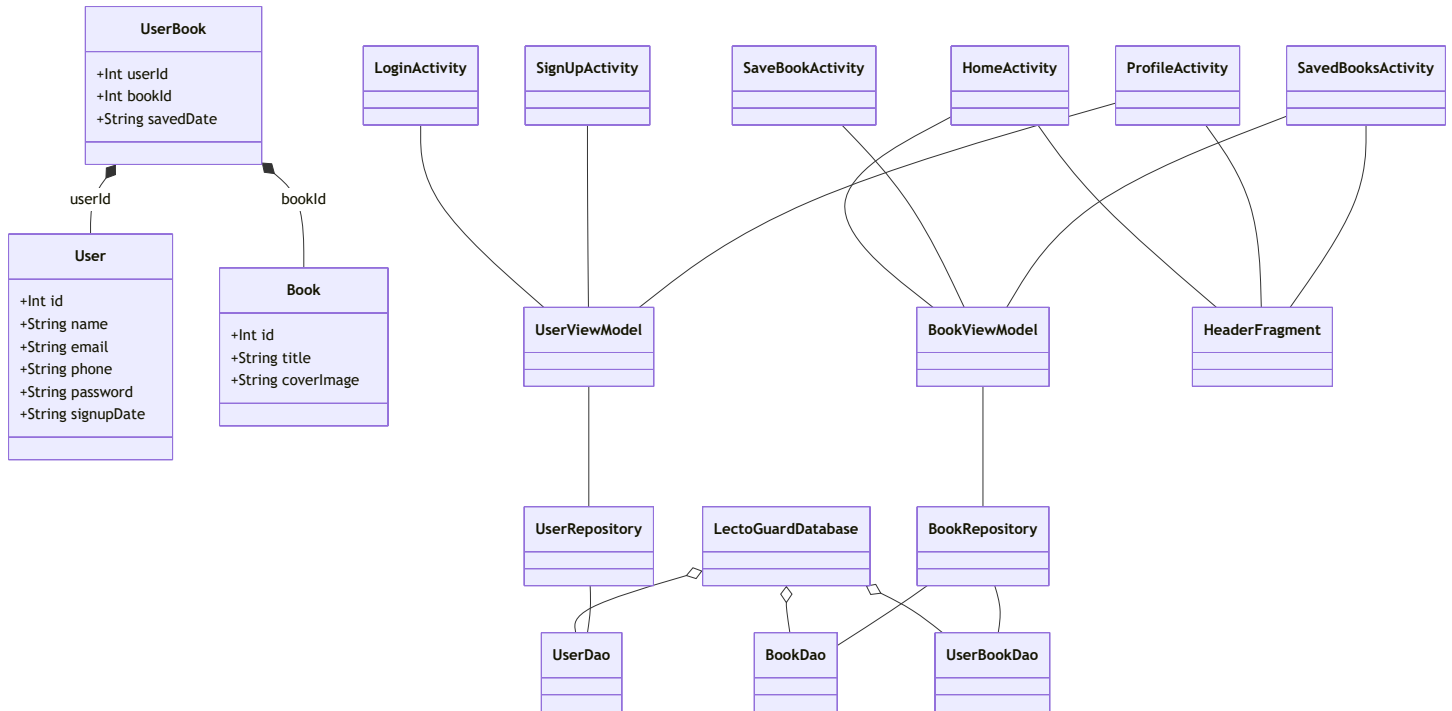 UserBook
+Int userId
+Int bookId
+String savedDate
LoginActivity
SignUpActivity
SaveBookActivity
HomeActivity
ProfileActivity
SavedBooksActivity
userId
bookId
User
+Int id
+String name
+String email
+String phone
+String password
+String signupDate
Book
+Int id
+String title
+String coverImage
UserViewModel
BookViewModel
HeaderFragment
UserRepository
LectoGuardDatabase
BookRepository
UserDao
BookDao
UserBookDao